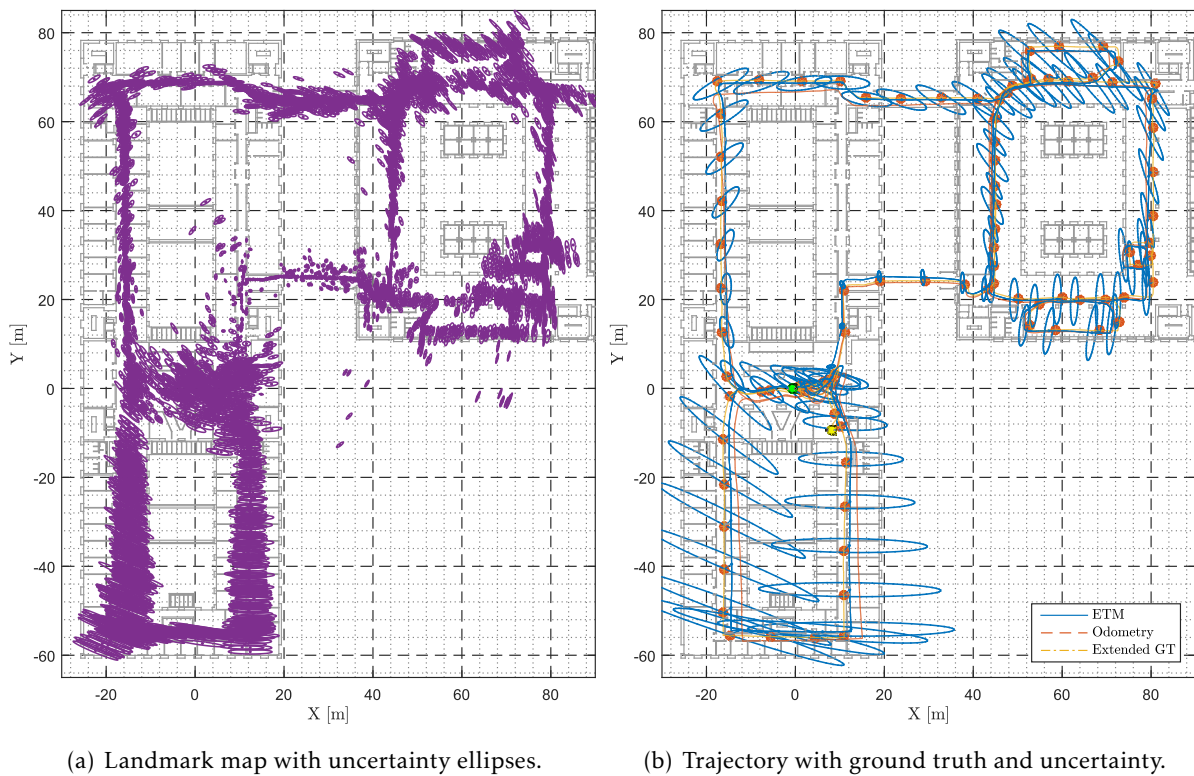 80
60
40
20
0
-20
-40
-60
Y [m]
-20 0 20 40 60 80
X [m]
80
60
40
20
0
-20
-40
-60
Y [m]
ETM
Odometry
Extended GT
-20 0 20 40 60 80
X [m]
(a) Landmark map with uncertainty ellipses.
(b) Trajectory with ground truth and uncertainty.